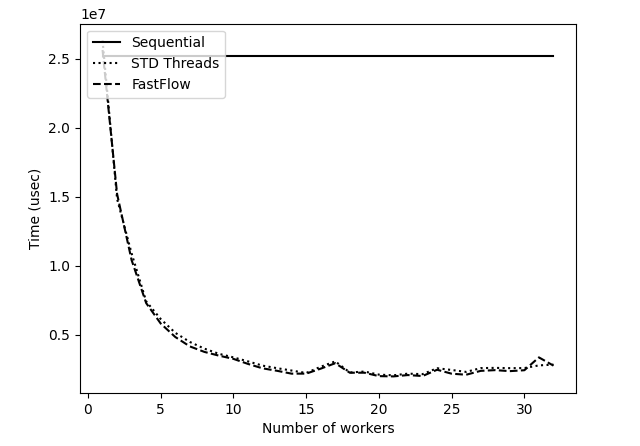 1e7
Sequential
STD Threads
FastFlow
2.5
2.0
1.5
1.0
0.5
Time (usec)
0 5 10 15 20 25 30
Number of workers